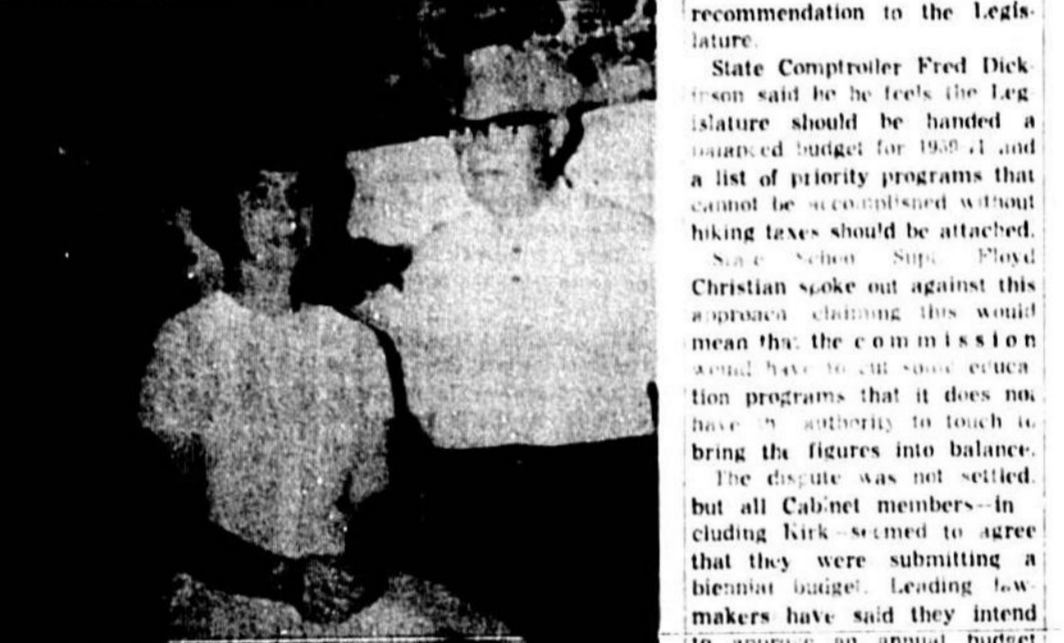 recommendation to the Legis-
lature.
State Comptroller Fred Dick-
inson said he he feels the Leg
islature should be handed a
balanced budget for and
a list of priority programs that
cannot be accomplished without
hiking taxes should be attached.
State School Supt. Floyd
Christian spoke out against this
approach claiming this would
mean that the commission
would have to cut some educa
tion programs that it does not
have the authority to touch to
bring the figures into balance.
The dispute was not settled,
but all Cabinet members--in
cluding Kirk--seemed to agree
that they were submitting a
biennial budget. Leading law-
makers have said they intend
to approve an annual budget